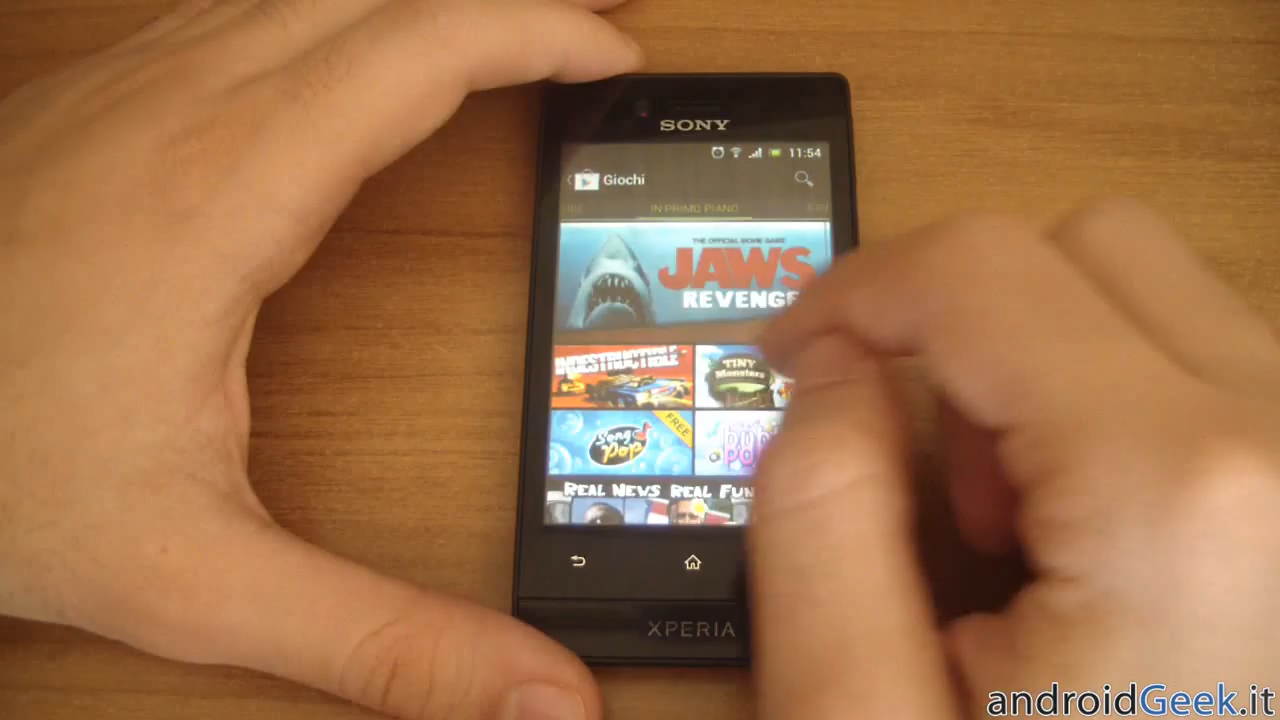 SONY
11:54
Giochi
IN PRIMO PIANO
THE OFFICIAL MOVIE GAME
JAWS
REVENGE
TINY
Monsters
FREE
Song
Pop
REAL NEWS REAL FUN
XPERIA
androidGeek.it